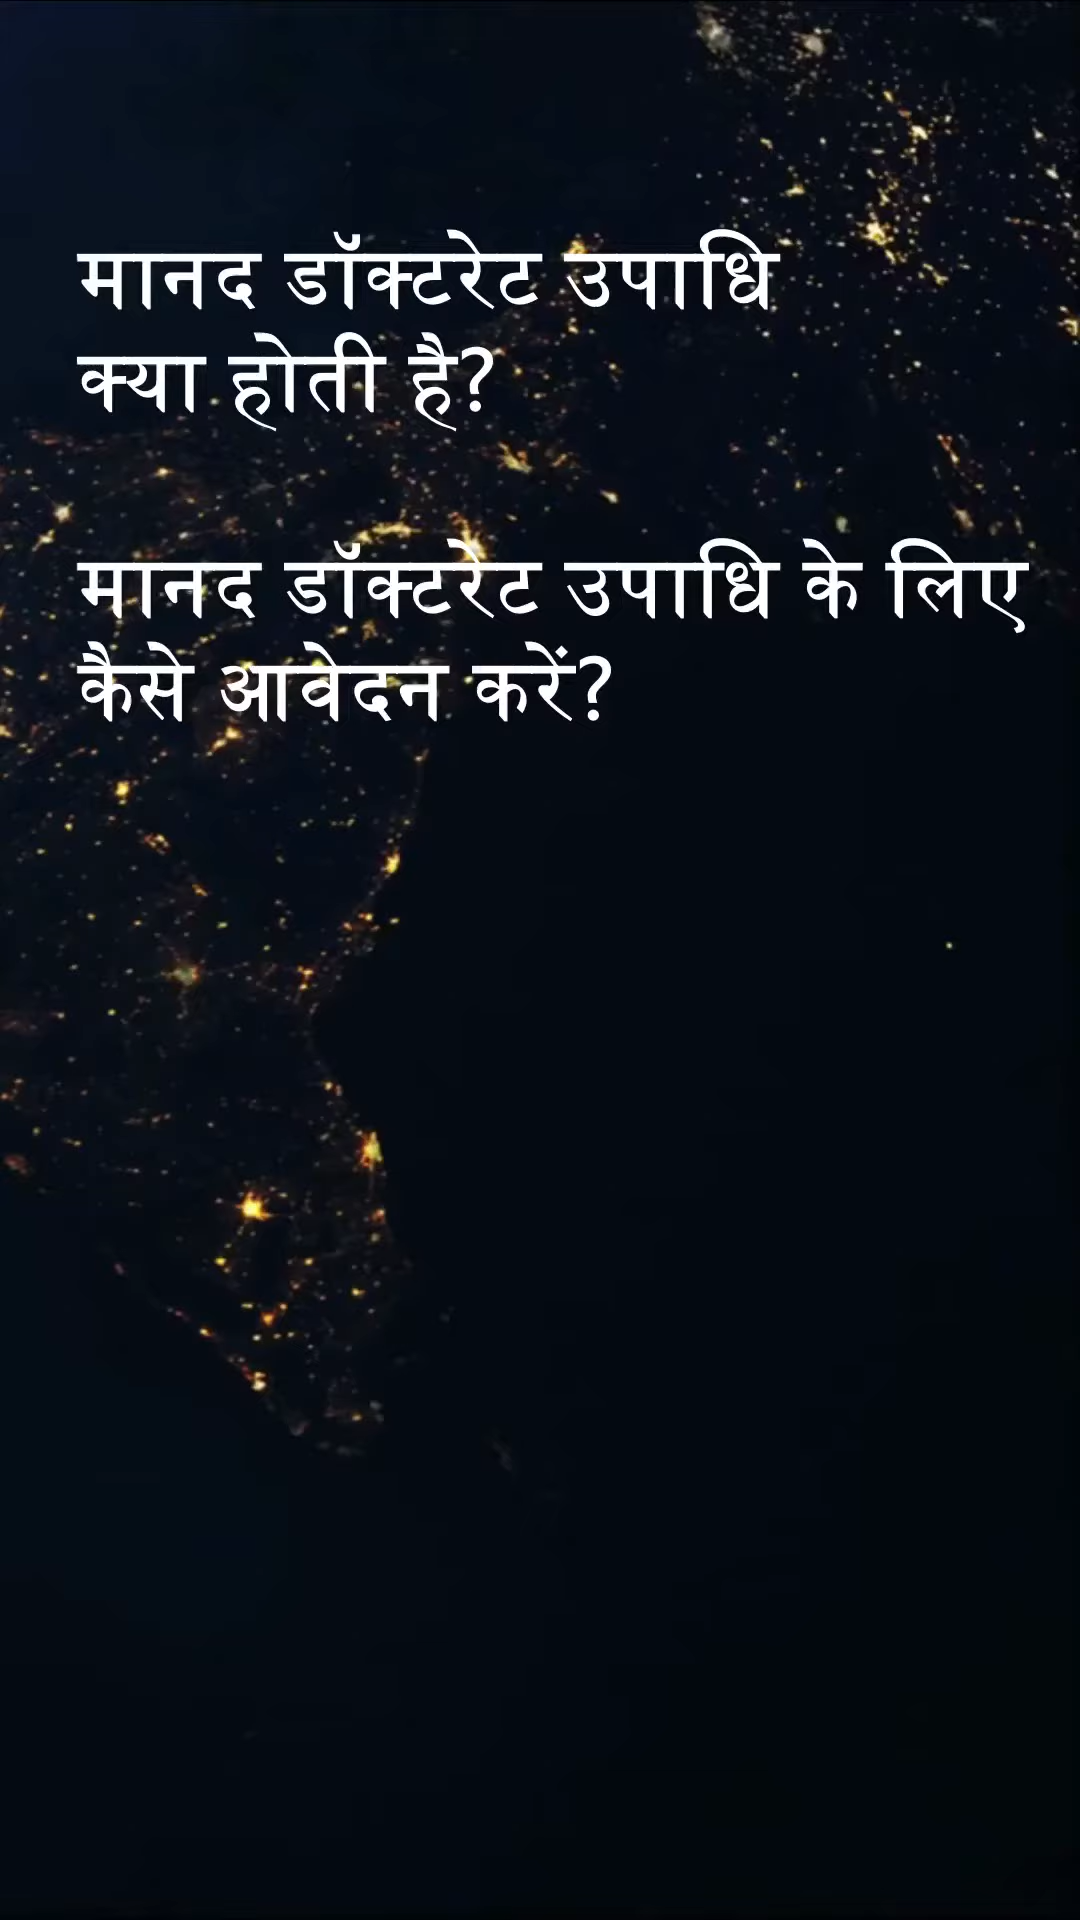 मानद डॉक्टरेट उपाधि
क्या होती है?
मानद डॉक्टरेट उपाधि के लिए
कैसे आवेदन करें?